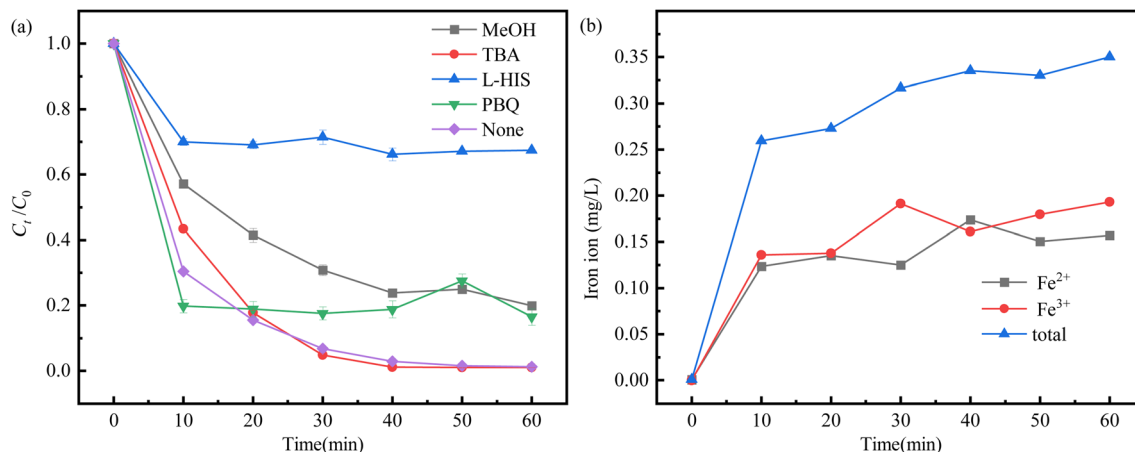 (a)
MeOH
TBA
L-HIS
PBQ
None
1.0
0.8
0.6
0.4
0.2
0.0
Cₜ /C₀
0 10 20 30 40 50 60
Time(min)
(b)
0.35
0.30
0.25
0.20
0.15
0.10
0.05
0.00
Iron ion (mg/L)
Fe²⁺
Fe³⁺
total
0 10 20 30 40 50 60
Time(min)